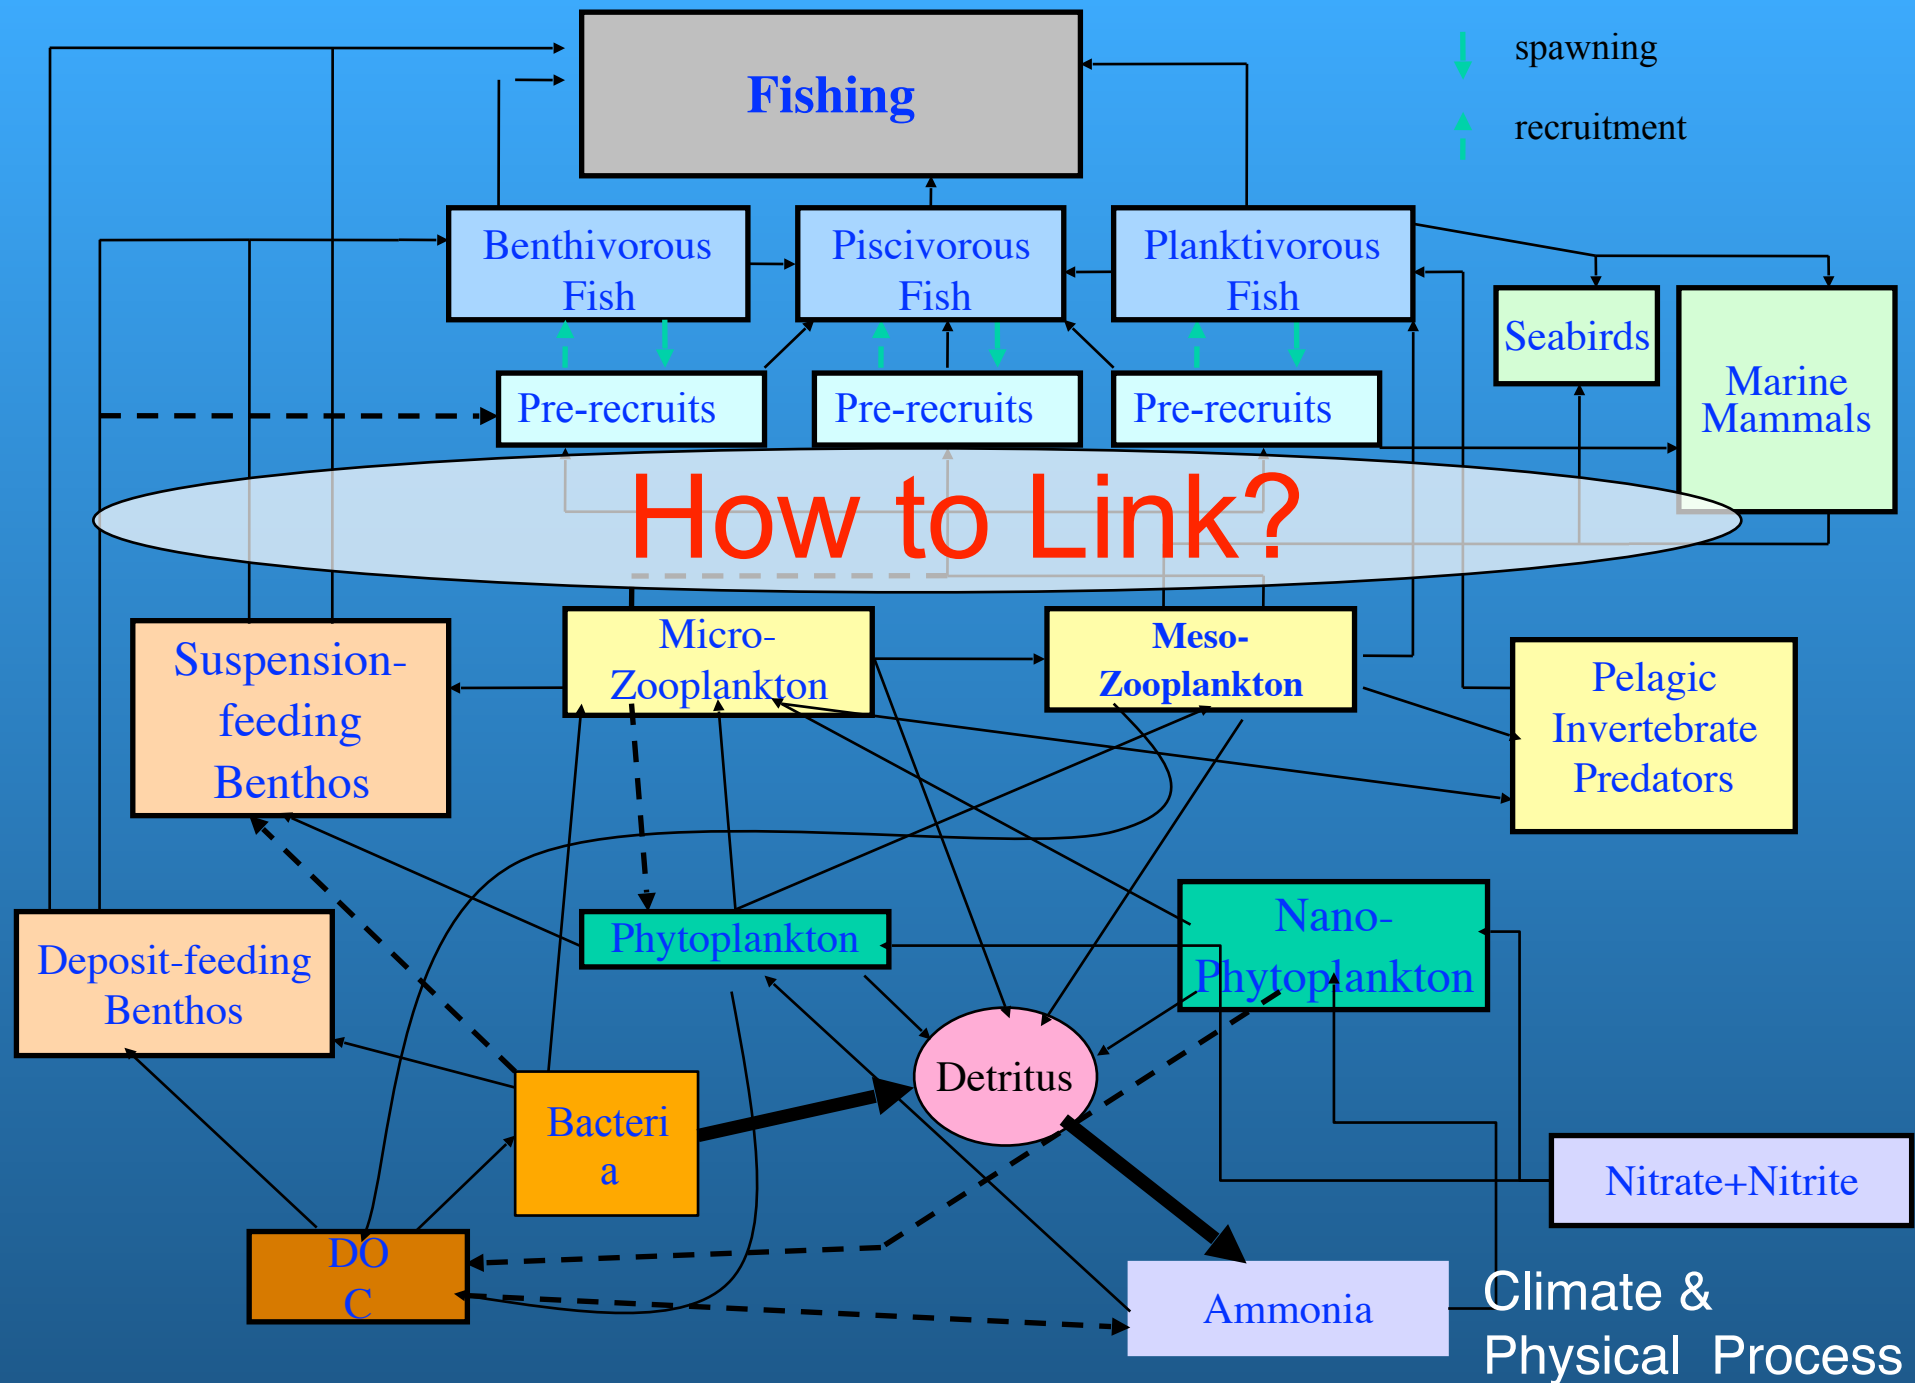 Fishing
spawning
recruitment
Benthivorous
Fish
Piscivorous
Fish
Planktivorous
Fish
Seabirds
Marine
Mammals
Pre-recruits
Pre-recruits
Pre-recruits
How to Link?
Suspension-
feeding
Benthos
Micro-
Zooplankton
Meso-
Zooplankton
Pelagic
Invertebrate
Predators
Deposit-feeding
Benthos
Phytoplankton
Nano-
Phytoplankton
Detritus
Bacteri
a
Nitrate+Nitrite
DO
C
Ammonia
Climate &
Physical Process